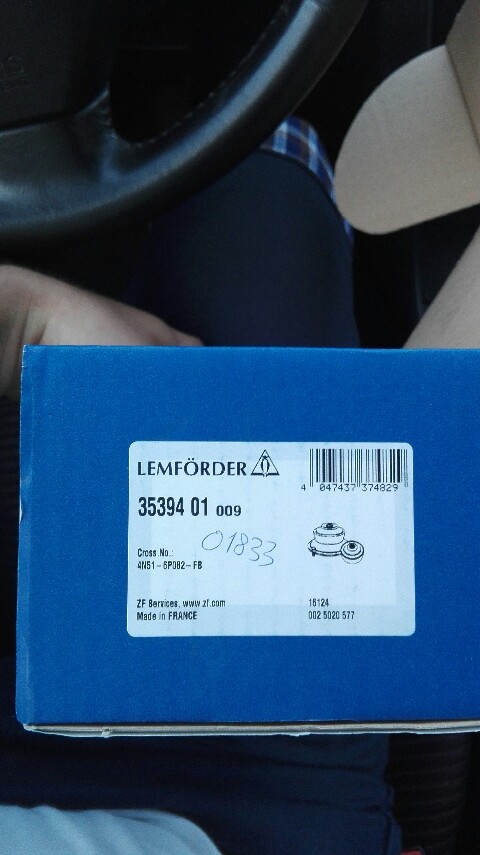 LEMFÖRDER
4 047437 374829
35394 01 009
01833
Cross.No.:
4N51-6P082-FB
ZF Services, www.zf.com
16124
Made in FRANCE
002 5020 577